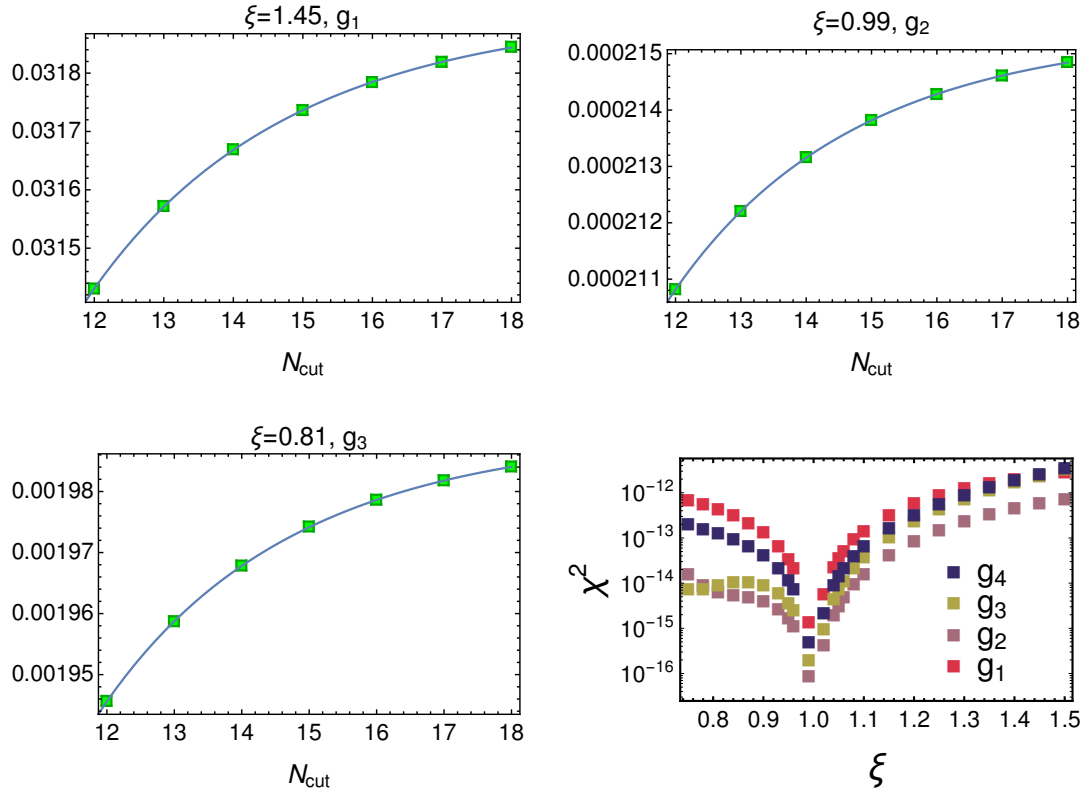 ξ=1.45, g₁
0.0318
0.0317
0.0316
0.0315
12 13 14 15 16 17 18
N_cut
ξ=0.99, g₂
0.000215
0.000214
0.000213
0.000212
0.000211
12 13 14 15 16 17 18
N_cut
ξ=0.81, g₃
0.00198
0.00197
0.00196
0.00195
12 13 14 15 16 17 18
N_cut
χ²
10⁻¹²
10⁻¹³
10⁻¹⁴
10⁻¹⁵
10⁻¹⁶
g₄
g₃
g₂
g₁
0.8 0.9 1.0 1.1 1.2 1.3 1.4 1.5
ξ